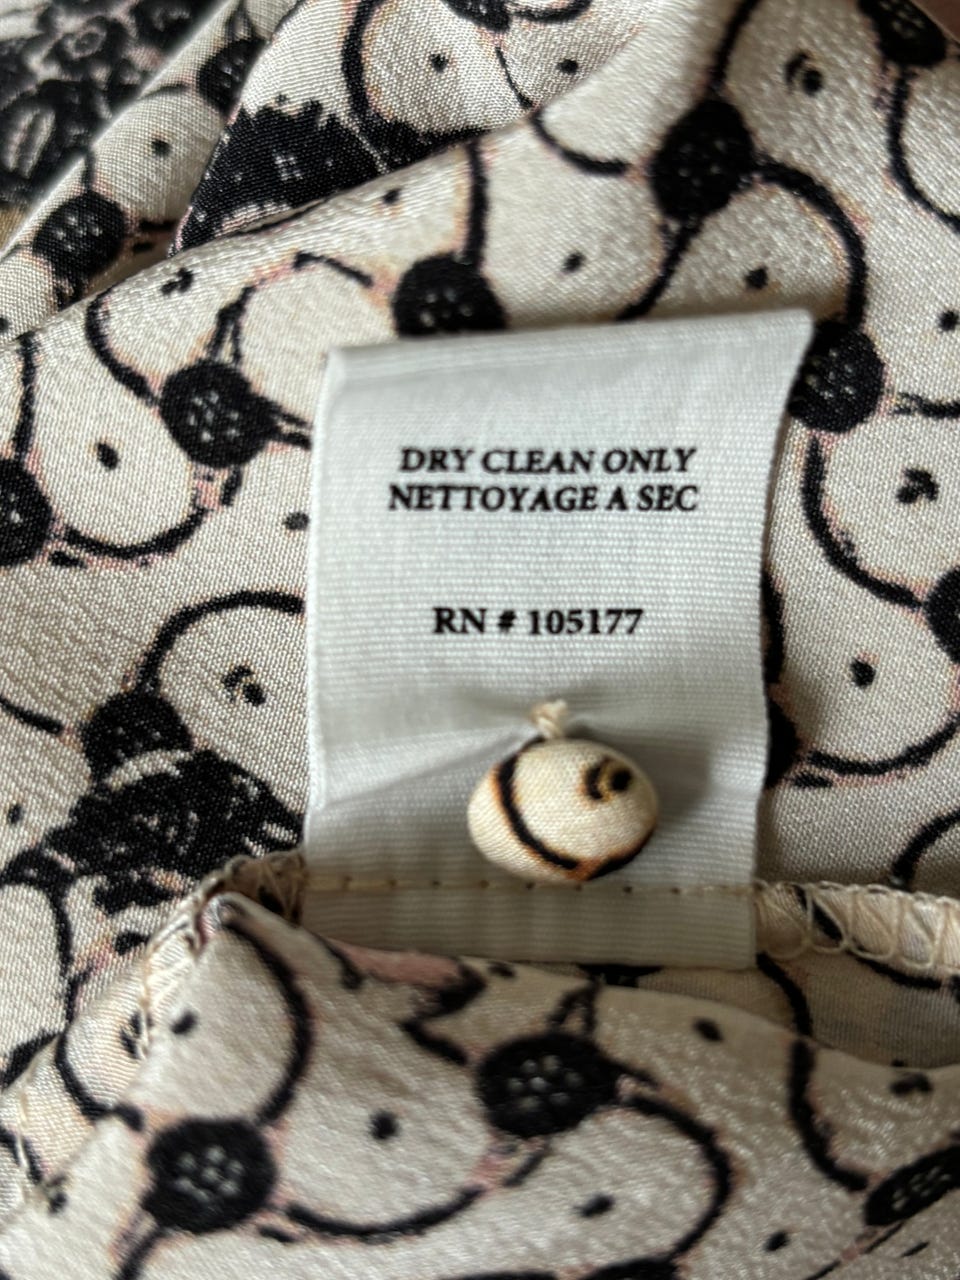 DRY CLEAN ONLY
NETTOYAGE A SEC
RN # 105177